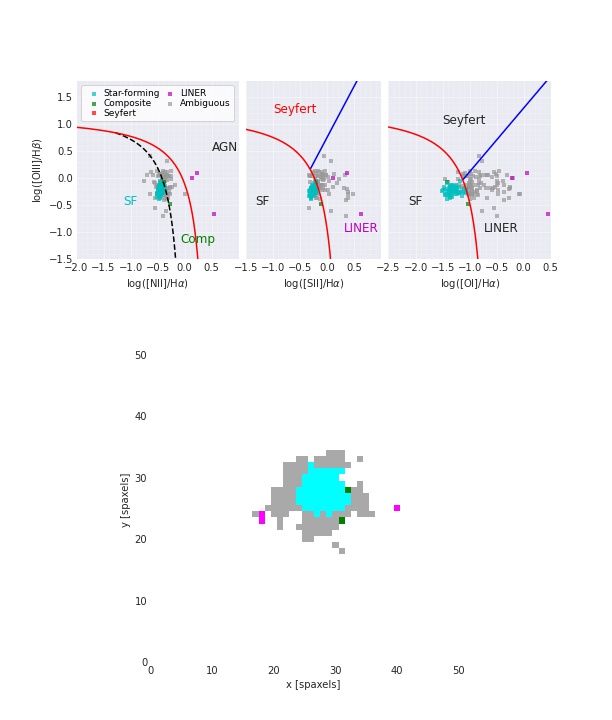 Star-forming
Composite
Seyfert
LINER
Ambiguous
AGN
SF
Comp
log([OIII]/Hβ)
1.5
1.0
0.5
0.0
−0.5
−1.0
−1.5
−2.0 −1.5 −1.0 −0.5 0.0 0.5
log([NII]/Hα)
Seyfert
SF
LINER
−1.0 −0.5 0.0 0.5
log([SII]/Hα)
Seyfert
SF
LINER
−2.5 −2.0 −1.5 −1.0 −0.5 0.0 0.5
log([OI]/Hα)
50
40
30
20
10
0
y [spaxels]
0 10 20 30 40 50
x [spaxels]